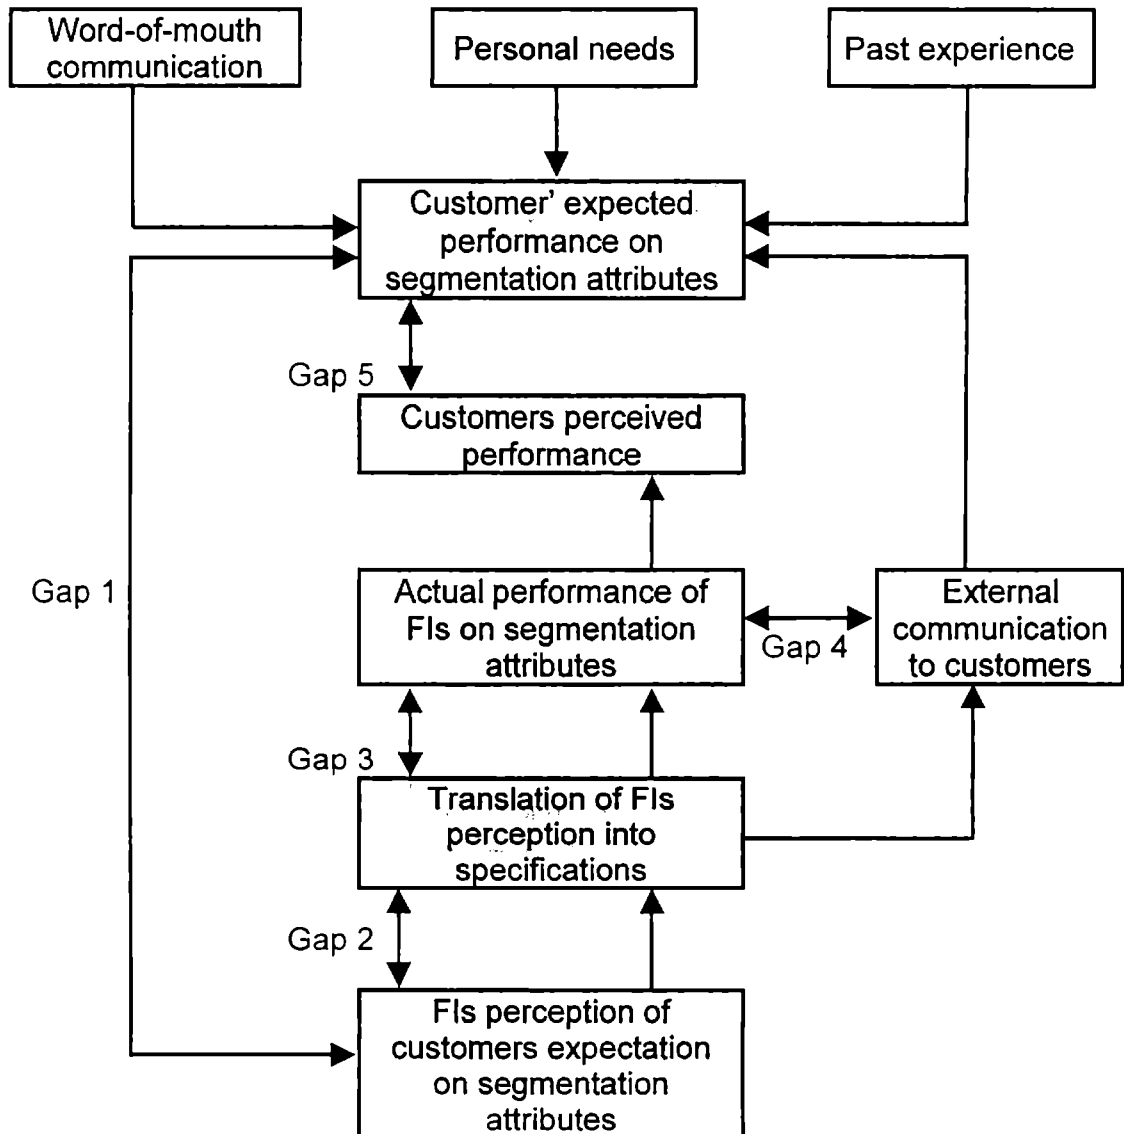 Word-of-mouth
communication
Personal needs
Past experience
Customer' expected
performance on
segmentation attributes
Gap 5
Customers perceived
performance
Gap 1
Actual performance of
FIs on segmentation
attributes
Gap 4
External
communication
to customers
Gap 3
Translation of FIs
perception into
specifications
Gap 2
FIs perception of
customers expectation
on segmentation
attributes